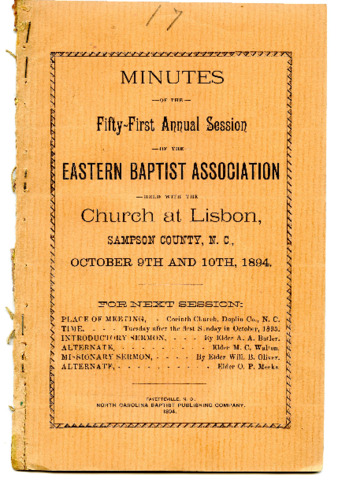 17
MINUTES
—OF THE—
Fifty-First Annual Session
—OF THE—
EASTERN BAPTIST ASSOCIATION
—HELD WITH THE
Church at Lisbon,
SAMPSON COUNTY, N. C.,
OCTOBER 9TH AND 10TH, 1894.
FOR NEXT SESSION:
PLACE OF MEETING, - Corinth Church, Duplin Co., N. C.
TIME. - - - - Tuesday after the first Sunday in October, 1895.
INTRODUCTORY SERMON, - - - By Elder A. A. Butler.
ALTERNATE, - - - - - - Elder M. C. Walton.
MISSIONARY SERMON, - - - By Elder Will. B. Oliver.
ALTERNATE, - - - - - - Elder O. P. Meeks.
FAYETTEVILLE, N. C.
NORTH CAROLINA BAPTIST PUBLISHING COMPANY.
1894.